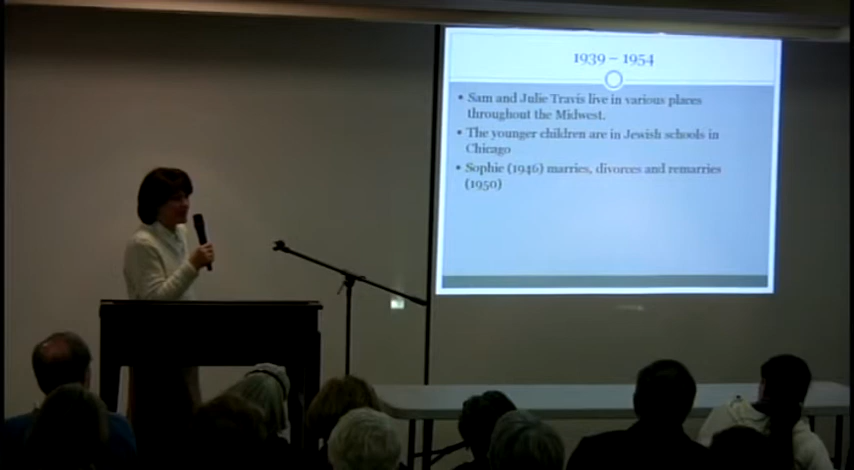 1939 – 1954
• Sam and Julie Travis live in various places
throughout the Midwest.
• The younger children are in Jewish schools in
Chicago
• Sophie (1946) marries, divorces and remarries
(1950)